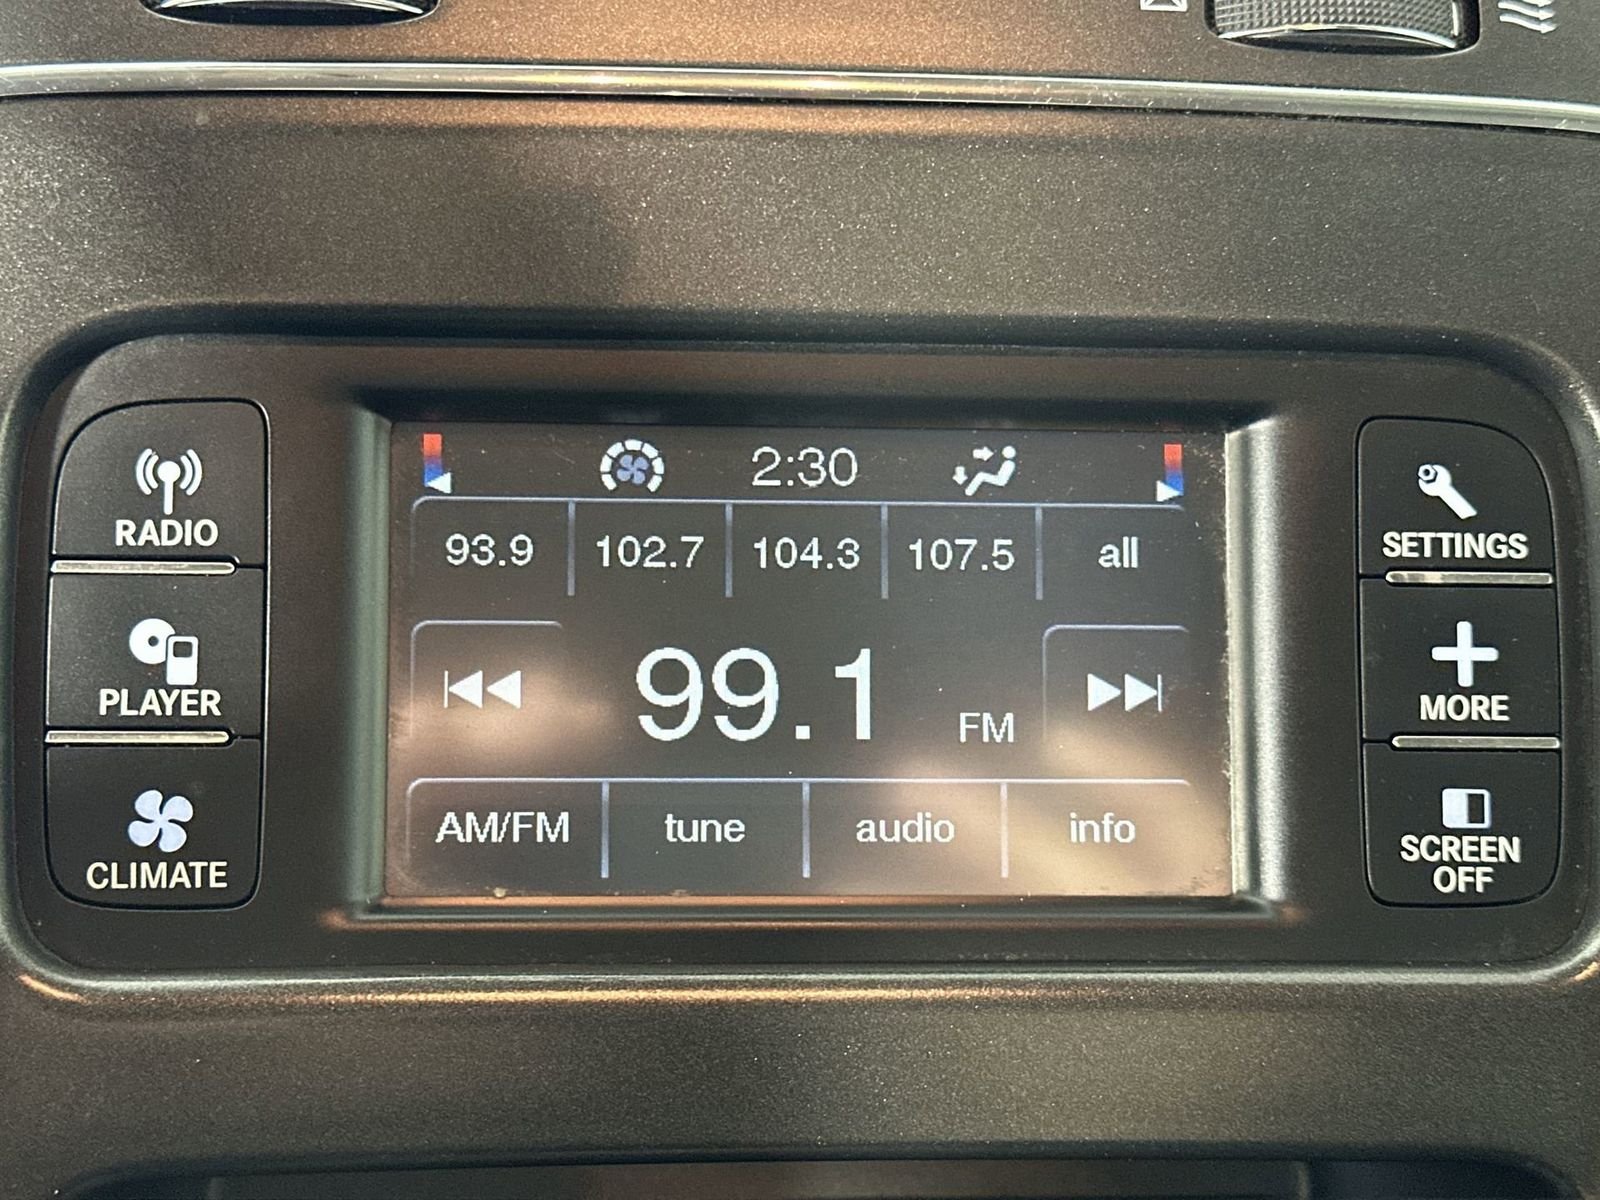 2:30
93.9 102.7 104.3 107.5 all
99.1 FM
AM/FM tune audio info
RADIO
PLAYER
CLIMATE
SETTINGS
MORE
SCREEN
OFF